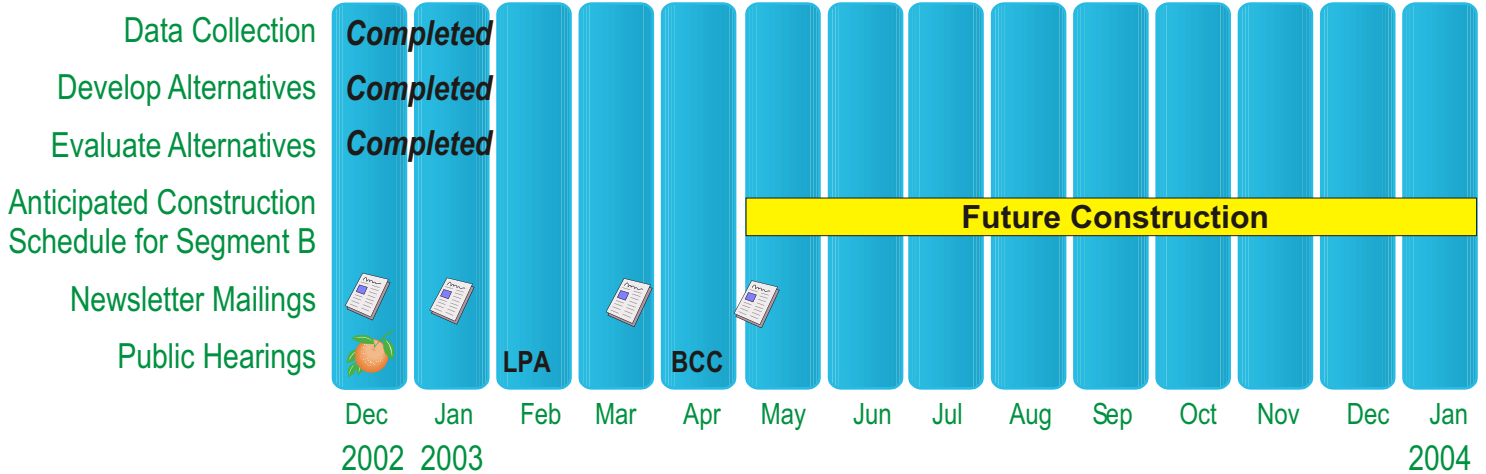 Data Collection Completed
Develop Alternatives Completed
Evaluate Alternatives Completed
Anticipated Construction
Schedule for Segment B
Future Construction
Newsletter Mailings
Public Hearings LPA BCC
Dec Jan Feb Mar Apr May Jun Jul Aug Sep Oct Nov Dec Jan
2002 2003 2004